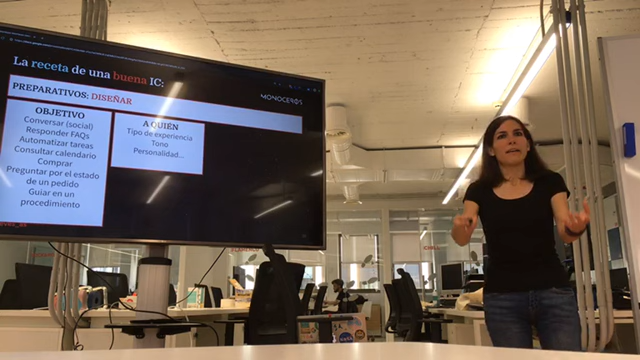 La receta de una buena IC:
MONOCEROS
PREPARATIVOS: DISEÑAR
OBJETIVO
Conversar (social)
Responder FAQs
Automatizar tareas
Consultar calendario
Comprar
Preguntar por el estado
de un pedido
Guiar en un
procedimiento
A QUIÉN
Tipo de experiencia
Tono
Personalidad...
NASA